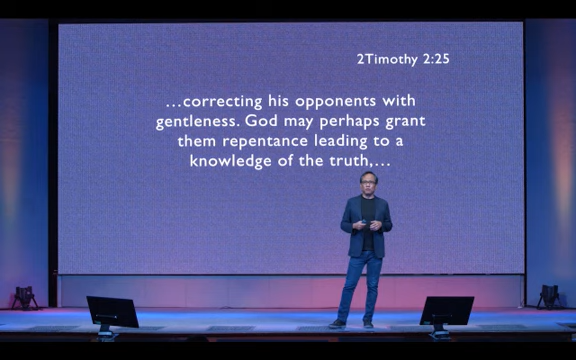 2Timothy 2:25
...correcting his opponents with
gentleness. God may perhaps grant
them repentance leading to a
knowledge of the truth,...